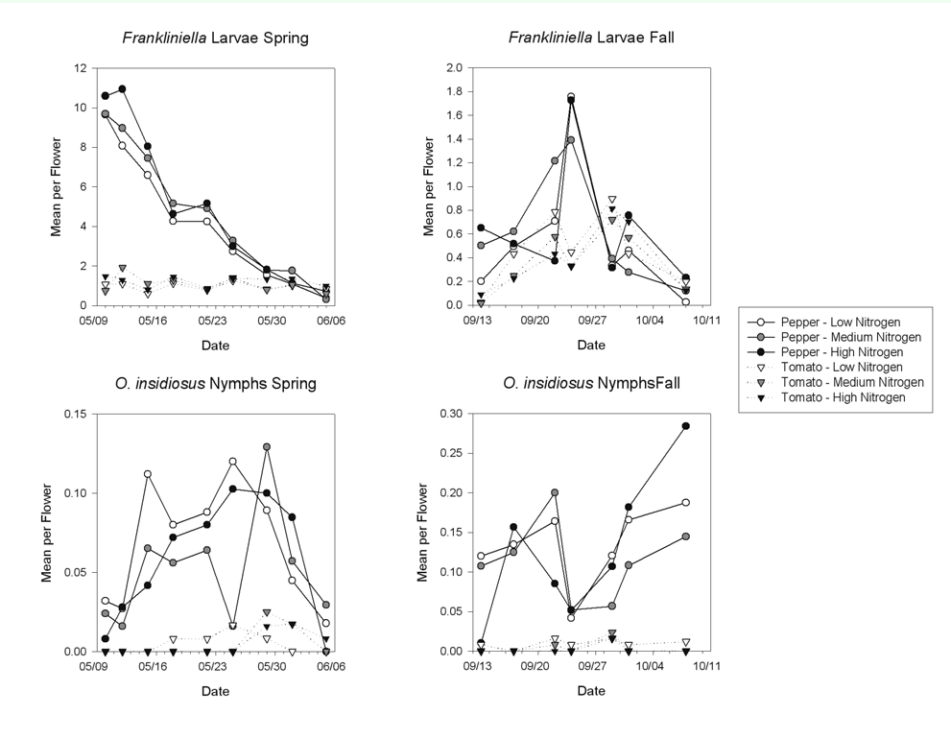 Frankliniella Larvae Spring
12
10
8
6
4
2
0
Mean per Flower
05/09 05/16 05/23 05/30 06/06
Date
Frankliniella Larvae Fall
2.0
1.8
1.6
1.4
1.2
1.0
0.8
0.6
0.4
0.2
0.0
Mean per Flower
09/13 09/20 09/27 10/04 10/11
Date
Pepper - Low Nitrogen
Pepper - Medium Nitrogen
Pepper - High Nitrogen
Tomato - Low Nitrogen
Tomato - Medium Nitrogen
Tomato - High Nitrogen
O. insidiosus Nymphs Spring
0.15
0.10
0.05
0.00
Mean per Flower
05/09 05/16 05/23 05/30 06/06
Date
O. insidiosus NymphsFall
0.30
0.25
0.20
0.15
0.10
0.05
0.00
Mean per Flower
09/13 09/20 09/27 10/04 10/11
Date